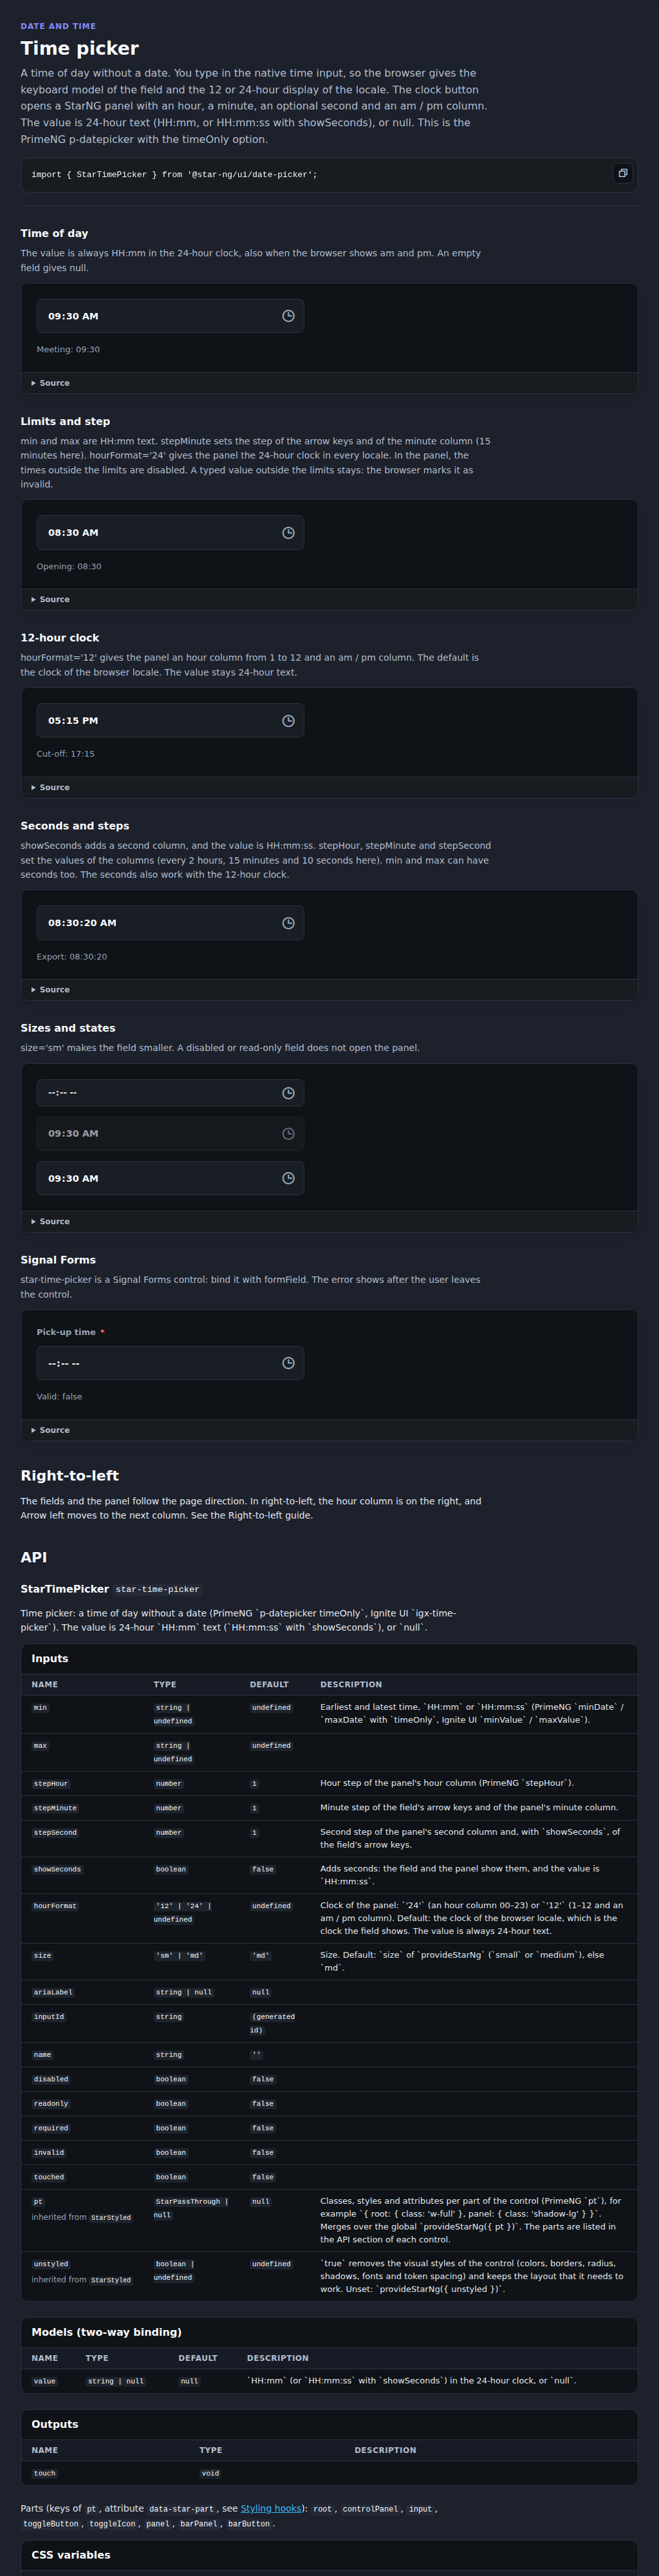 DATE AND TIME
Time picker
A time of day without a date. You type in the native time input, so the browser gives the
keyboard model of the field and the 12 or 24-hour display of the locale. The clock button
opens a StarNG panel with an hour, a minute, an optional second and an am / pm column.
The value is 24-hour text (HH:mm, or HH:mm:ss with showSeconds), or null. This is the
PrimeNG p-datepicker with the timeOnly option.
import { StarTimePicker } from '@star-ng/ui/date-picker';
Time of day
The value is always HH:mm in the 24-hour clock, also when the browser shows am and pm. An empty
field gives null.
09:30 AM
Meeting: 09:30
Source
Limits and step
min and max are HH:mm text. stepMinute sets the step of the arrow keys and of the minute column (15
minutes here). hourFormat='24' gives the panel the 24-hour clock in every locale. In the panel, the
times outside the limits are disabled. A typed value outside the limits stays: the browser marks it as
invalid.
08:30 AM
Opening: 08:30
Source
12-hour clock
hourFormat='12' gives the panel an hour column from 1 to 12 and an am / pm column. The default is
the clock of the browser locale. The value stays 24-hour text.
05:15 PM
Cut-off: 17:15
Source
Seconds and steps
showSeconds adds a second column, and the value is HH:mm:ss. stepHour, stepMinute and stepSecond
set the values of the columns (every 2 hours, 15 minutes and 10 seconds here). min and max can have
seconds too. The seconds also work with the 12-hour clock.
08:30:20 AM
Export: 08:30:20
Source
Sizes and states
size='sm' makes the field smaller. A disabled or read-only field does not open the panel.
--:-- --
09:30 AM
09:30 AM
Source
Signal Forms
star-time-picker is a Signal Forms control: bind it with formField. The error shows after the user leaves
the control.
Pick-up time *
--:-- --
Valid: false
Source
Right-to-left
The fields and the panel follow the page direction. In right-to-left, the hour column is on the right, and
Arrow left moves to the next column. See the Right-to-left guide.
API
StarTimePicker star-time-picker
Time picker: a time of day without a date (PrimeNG `p-datepicker timeOnly`, Ignite UI `igx-time-
picker`). The value is 24-hour `HH:mm` text (`HH:mm:ss` with `showSeconds`), or `null`.
Inputs
NAME TYPE DEFAULT DESCRIPTION
min string | undefined undefined Earliest and latest time, `HH:mm` or `HH:mm:ss` (PrimeNG `minDate` /
`maxDate` with `timeOnly`, Ignite UI `minValue` / `maxValue`).
max string | undefined undefined
stepHour number 1 Hour step of the panel's hour column (PrimeNG `stepHour`).
stepMinute number 1 Minute step of the field's arrow keys and of the panel's minute column.
stepSecond number 1 Second step of the panel's second column and, with `showSeconds`, of
the field's arrow keys.
showSeconds boolean false Adds seconds: the field and the panel show them, and the value is
`HH:mm:ss`.
hourFormat '12' | '24' | undefined undefined Clock of the panel: `'24'` (an hour column 00–23) or `'12'` (1–12 and an
am / pm column). Default: the clock of the browser locale, which is the
clock the field shows. The value is always 24-hour text.
size 'sm' | 'md' 'md' Size. Default: `size` of `provideStarNg` (`small` or `medium`), else
`md`.
ariaLabel string | null null
inputId string (generated id)
name string ''
disabled boolean false
readonly boolean false
required boolean false
invalid boolean false
touched boolean false
pt StarPassThrough | null null Classes, styles and attributes per part of the control (PrimeNG `pt`), for
inherited from StarStyled example `{ root: { class: 'w-full' }, panel: { class: 'shadow-lg' } }`.
Merges over the global `provideStarNg({ pt })`. The parts are listed in
the API section of each control.
unstyled boolean | undefined undefined `true` removes the visual styles of the control (colors, borders, radius,
inherited from StarStyled shadows, fonts and token spacing) and keeps the layout that it needs to
work. Unset: `provideStarNg({ unstyled })`.
Models (two-way binding)
NAME TYPE DEFAULT DESCRIPTION
value string | null null `HH:mm` (or `HH:mm:ss` with `showSeconds`) in the 24-hour clock, or `null`.
Outputs
NAME TYPE DESCRIPTION
touch void
Parts (keys of pt, attribute data-star-part, see Styling hooks): root, controlPanel, input,
toggleButton, toggleIcon, panel, barPanel, barButton.
CSS variables